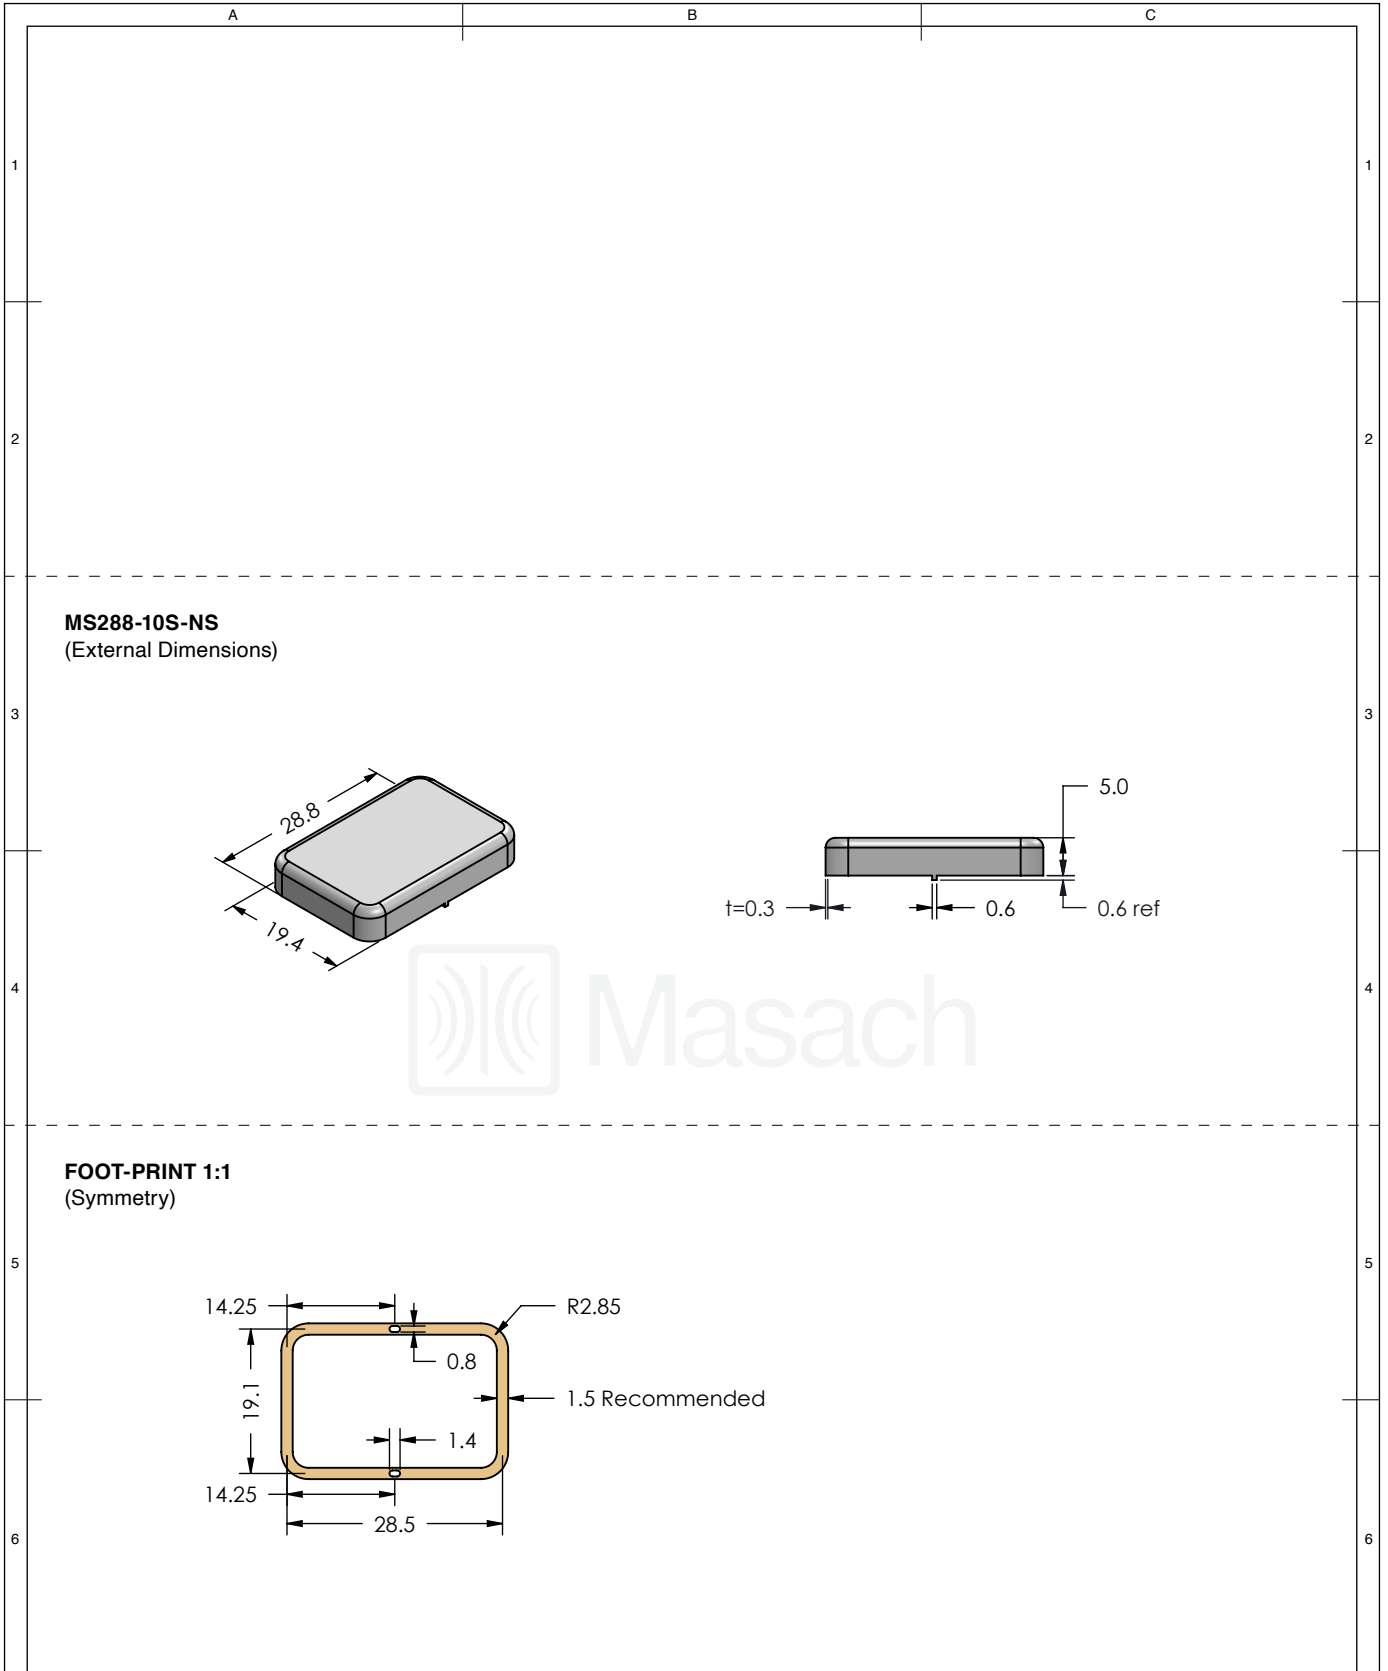 A B C
1 1
2 2
MS288-10S-NS
(External Dimensions)
3 3
28.8
5.0
t=0.3 0.6 0.6 ref
19.4
Masach
4 4
FOOT-PRINT 1:1
(Symmetry)
5 5
14.25 R2.85
0.8
19.1 1.5 Recommended
1.4
14.25
28.5
6 6